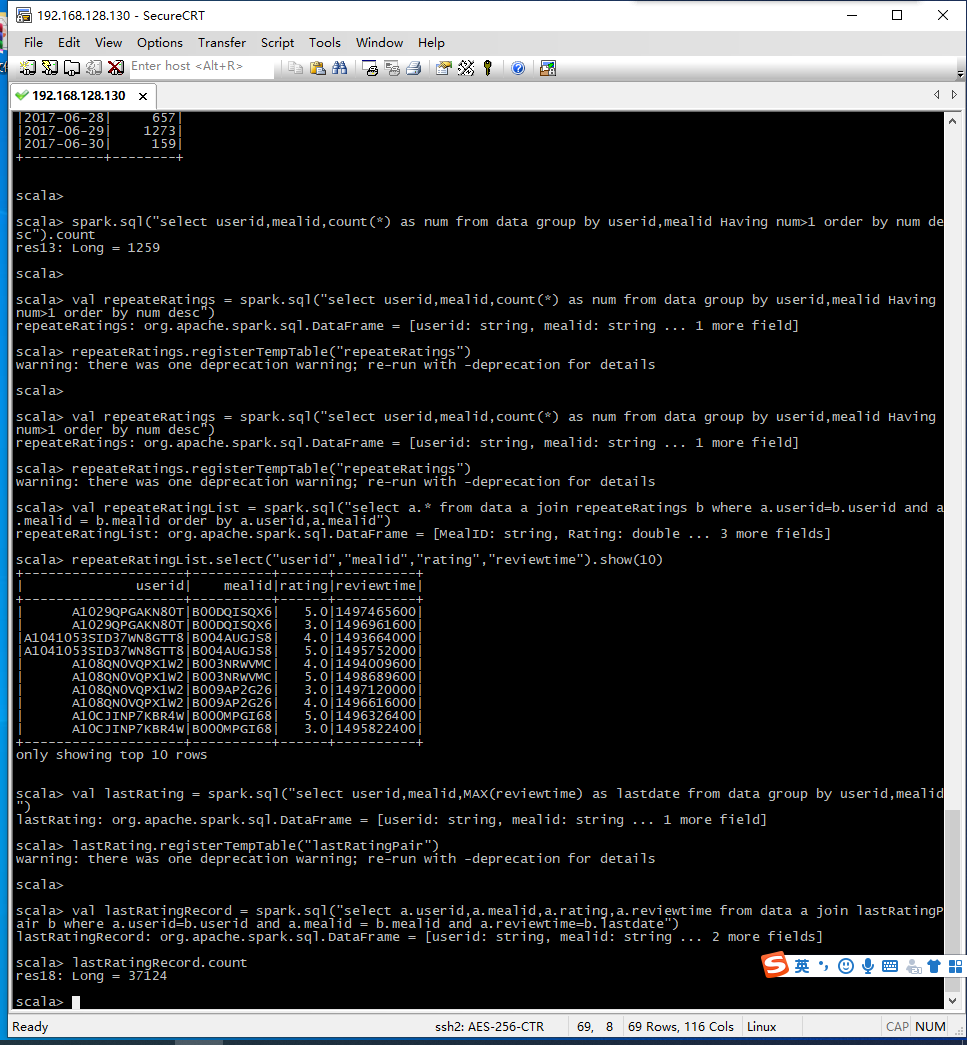 192.168.128.130 - SecureCRT
File Edit View Options Transfer Script Tools Window Help
Enter host <Alt+R>
192.168.128.130
|2017-06-28|     657|
|2017-06-29|    1273|
|2017-06-30|     159|
+----------+--------+
scala>
scala> spark.sql("select userid,mealid,count(*) as num from data group by userid,mealid Having num>1 order by num de
sc").count
res13: Long = 1259
scala>
scala> val repeateRatings = spark.sql("select userid,mealid,count(*) as num from data group by userid,mealid Having
num>1 order by num desc")
repeateRatings: org.apache.spark.sql.DataFrame = [userid: string, mealid: string ... 1 more field]
scala> repeateRatings.registerTempTable("repeateRatings")
warning: there was one deprecation warning; re-run with -deprecation for details
scala>
scala> val repeateRatings = spark.sql("select userid,mealid,count(*) as num from data group by userid,mealid Having
num>1 order by num desc")
repeateRatings: org.apache.spark.sql.DataFrame = [userid: string, mealid: string ... 1 more field]
scala> repeateRatings.registerTempTable("repeateRatings")
warning: there was one deprecation warning; re-run with -deprecation for details
scala> val repeateRatingList = spark.sql("select a.* from data a join repeateRatings b where a.userid=b.userid and a
.mealid = b.mealid order by a.userid,a.mealid")
repeateRatingList: org.apache.spark.sql.DataFrame = [MealID: string, Rating: double ... 3 more fields]
scala> repeateRatingList.select("userid","mealid","rating","reviewtime").show(10)
+--------------------+----------+------+----------+
|              userid|    mealid|rating|reviewtime|
+--------------------+----------+------+----------+
|      A1029QPGAKN80T|B00DQISQX6|   5.0|1497465600|
|      A1029QPGAKN80T|B00DQISQX6|   3.0|1496961600|
|A1041053SID37WN8GTT8|B004AUGJS8|   4.0|1493664000|
|A1041053SID37WN8GTT8|B004AUGJS8|   5.0|1495752000|
|      A108QN0VQPX1W2|B003NRWVMC|   4.0|1494009600|
|      A108QN0VQPX1W2|B003NRWVMC|   5.0|1498689600|
|      A108QN0VQPX1W2|B009AP2G26|   3.0|1497120000|
|      A108QN0VQPX1W2|B009AP2G26|   4.0|1496616000|
|      A10CJINP7KBR4W|B000MPGI68|   5.0|1496326400|
|      A10CJINP7KBR4W|B000MPGI68|   3.0|1495822400|
+--------------------+----------+------+----------+
only showing top 10 rows
scala> val lastRating = spark.sql("select userid,mealid,MAX(reviewtime) as lastdate from data group by userid,mealid
")
lastRating: org.apache.spark.sql.DataFrame = [userid: string, mealid: string ... 1 more field]
scala> lastRating.registerTempTable("lastRatingPair")
warning: there was one deprecation warning; re-run with -deprecation for details
scala>
scala> val lastRatingRecord = spark.sql("select a.userid,a.mealid,a.rating,a.reviewtime from data a join lastRatingP
air b where a.userid=b.userid and a.mealid = b.mealid and a.reviewtime=b.lastdate")
lastRatingRecord: org.apache.spark.sql.DataFrame = [userid: string, mealid: string ... 2 more fields]
scala> lastRatingRecord.count
res18: Long = 37124
英
scala>
Ready ssh2: AES-256-CTR 69, 8 69 Rows, 116 Cols Linux CAP NUM